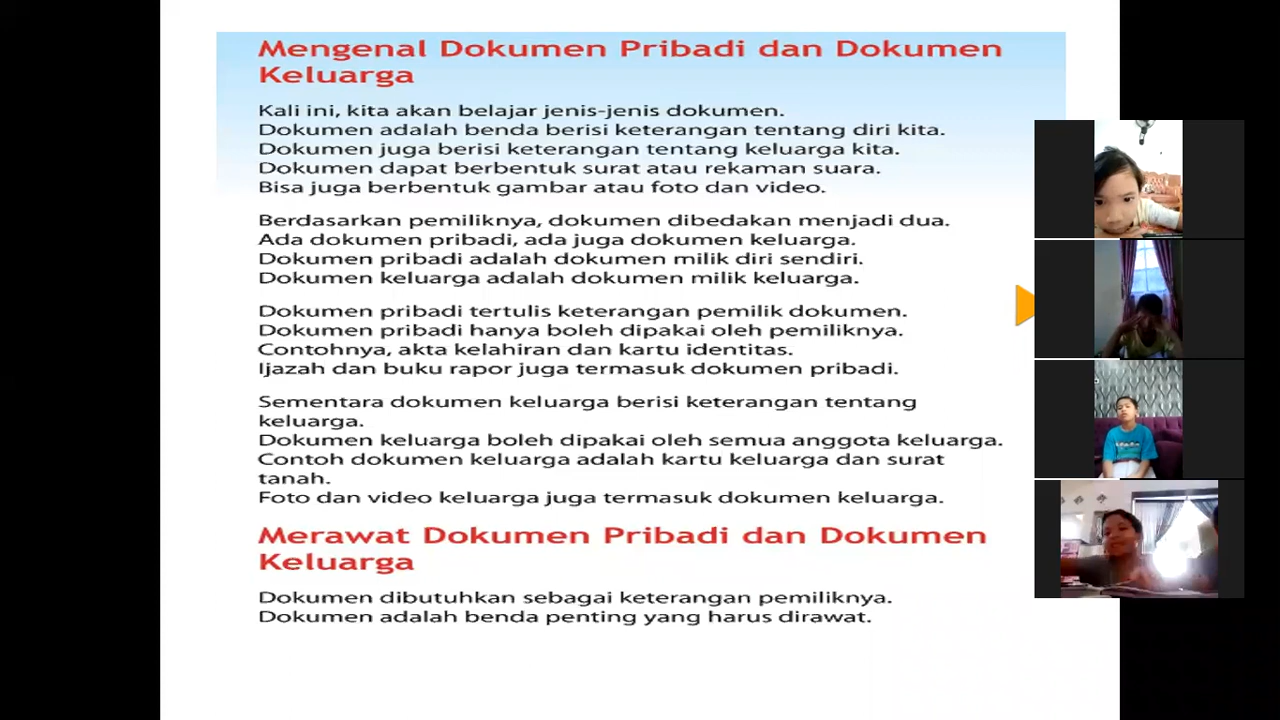 Mengenal Dokumen Pribadi dan Dokumen
Keluarga
Kali ini, kita akan belajar jenis-jenis dokumen.
Dokumen adalah benda berisi keterangan tentang diri kita.
Dokumen juga berisi keterangan tentang keluarga kita.
Dokumen dapat berbentuk surat atau rekaman suara.
Bisa juga berbentuk gambar atau foto dan video.
Berdasarkan pemiliknya, dokumen dibedakan menjadi dua.
Ada dokumen pribadi, ada juga dokumen keluarga.
Dokumen pribadi adalah dokumen milik diri sendiri.
Dokumen keluarga adalah dokumen milik keluarga.
Dokumen pribadi tertulis keterangan pemilik dokumen.
Dokumen pribadi hanya boleh dipakai oleh pemiliknya.
Contohnya, akta kelahiran dan kartu identitas.
Ijazah dan buku rapor juga termasuk dokumen pribadi.
Sementara dokumen keluarga berisi keterangan tentang
keluarga.
Dokumen keluarga boleh dipakai oleh semua anggota keluarga.
Contoh dokumen keluarga adalah kartu keluarga dan surat
tanah.
Foto dan video keluarga juga termasuk dokumen keluarga.
Merawat Dokumen Pribadi dan Dokumen
Keluarga
Dokumen dibutuhkan sebagai keterangan pemiliknya.
Dokumen adalah benda penting yang harus dirawat.